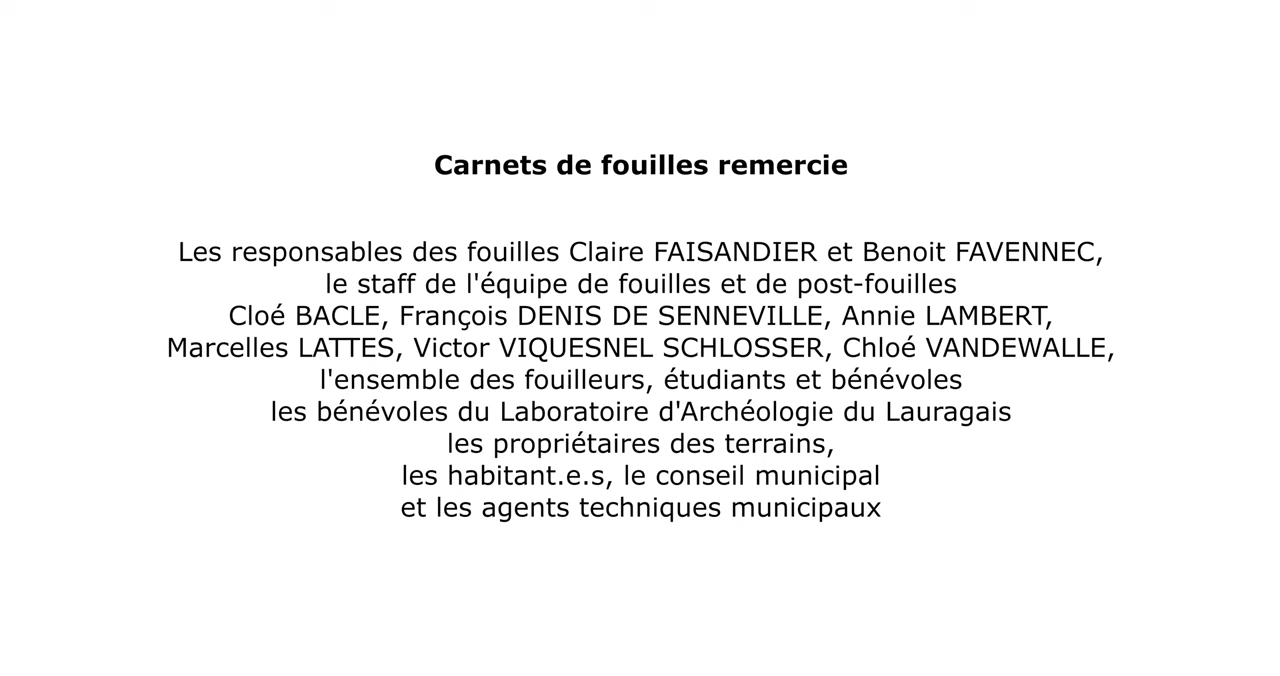 Carnets de fouilles remercie
Les responsables des fouilles Claire FAISANDIER et Benoit FAVENNEC,
le staff de l'équipe de fouilles et de post-fouilles
Cloé BACLE, François DENIS DE SENNEVILLE, Annie LAMBERT,
Marcelles LATTES, Victor VIQUESNEL SCHLOSSER, Chloé VANDEWALLE,
l'ensemble des fouilleurs, étudiants et bénévoles
les bénévoles du Laboratoire d'Archéologie du Lauragais
les propriétaires des terrains,
les habitant.e.s, le conseil municipal
et les agents techniques municipaux